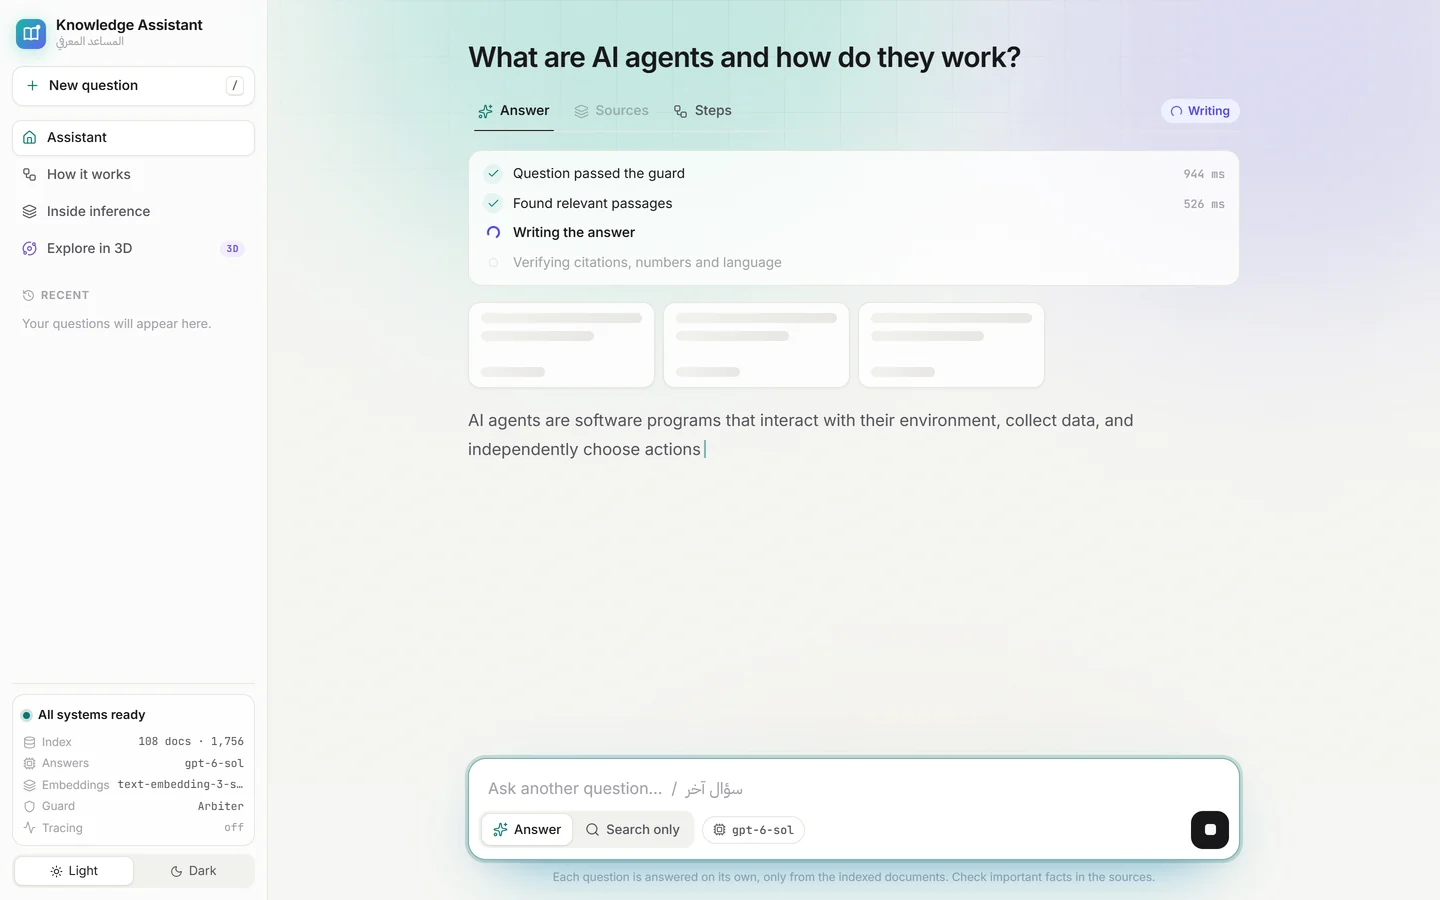 Knowledge Assistant
المساعد المعرفي
New question
/
Assistant
How it works
Inside inference
Explore in 3D
3D
RECENT
Your questions will appear here.
All systems ready
Index
108 docs · 1,756
Answers
gpt-6-sol
Embeddings
text-embedding-3-s…
Guard
Arbiter
Tracing
off
Light
Dark
What are AI agents and how do they work?
Answer
Sources
Steps
Writing
Question passed the guard
944 ms
Found relevant passages
526 ms
Writing the answer
Verifying citations, numbers and language
AI agents are software programs that interact with their environment, collect data, and
independently choose actions
Ask another question… / سؤال آخر
Answer
Search only
gpt-6-sol
Each question is answered on its own, only from the indexed documents. Check important facts in the sources.